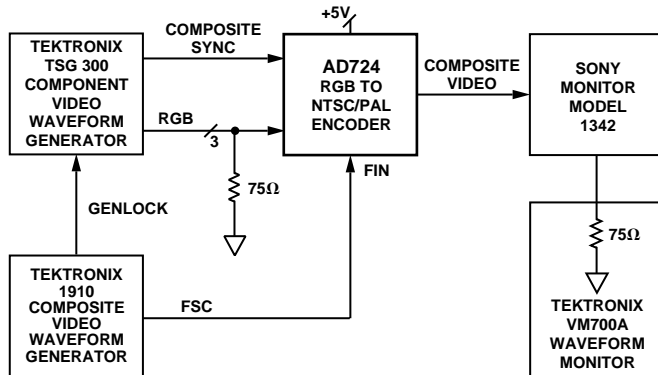 TEKTRONIX
TSG 300
COMPONENT
VIDEO
WAVEFORM
GENERATOR
COMPOSITE
SYNC
RGB
3
75Ω
GENLOCK
TEKTRONIX
1910
COMPOSITE
VIDEO
WAVEFORM
GENERATOR
FSC
+5V
AD724
RGB TO
NTSC/PAL
ENCODER
FIN
COMPOSITE
VIDEO
SONY
MONITOR
MODEL
1342
75Ω
TEKTRONIX
VM700A
WAVEFORM
MONITOR